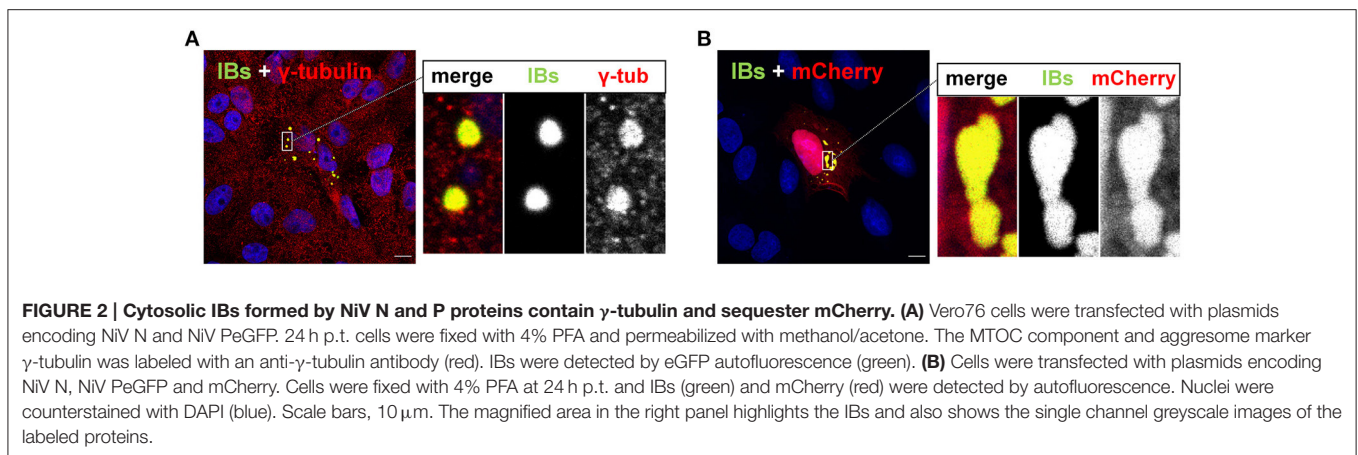 A
IBs + γ-tubulin
merge IBs γ-tub
B
IBs + mCherry
merge IBs mCherry
FIGURE 2 | Cytosolic IBs formed by NiV N and P proteins contain γ-tubulin and sequester mCherry. (A) Vero76 cells were transfected with plasmids
encoding NiV N and NiV PeGFP. 24 h p.t. cells were fixed with 4% PFA and permeabilized with methanol/acetone. The MTOC component and aggresome marker
γ-tubulin was labeled with an anti-γ-tubulin antibody (red). IBs were detected by eGFP autofluorescence (green). (B) Cells were transfected with plasmids encoding
NiV N, NiV PeGFP and mCherry. Cells were fixed with 4% PFA at 24 h p.t. and IBs (green) and mCherry (red) were detected by autofluorescence. Nuclei were
counterstained with DAPI (blue). Scale bars, 10 μm. The magnified area in the right panel highlights the IBs and also shows the single channel greyscale images of the
labeled proteins.